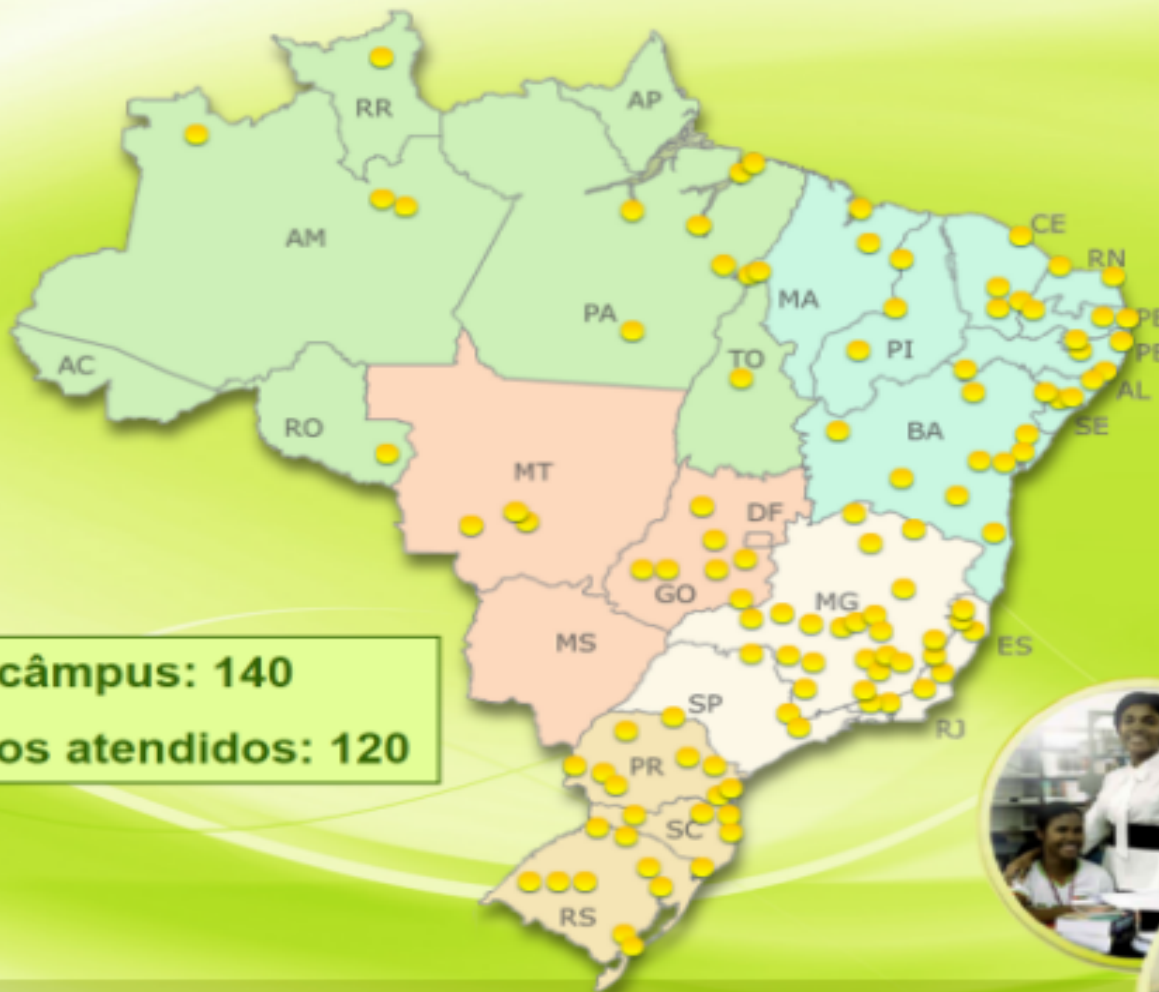 RR
AP
AM
CE
RN
MA
PA
PB
PI
TO
PE
AC
AL
RO
BA
SE
MT
DF
GO
MG
MS
ES
câmpus: 140
SP
RJ
os atendidos: 120
PR
SC
RS